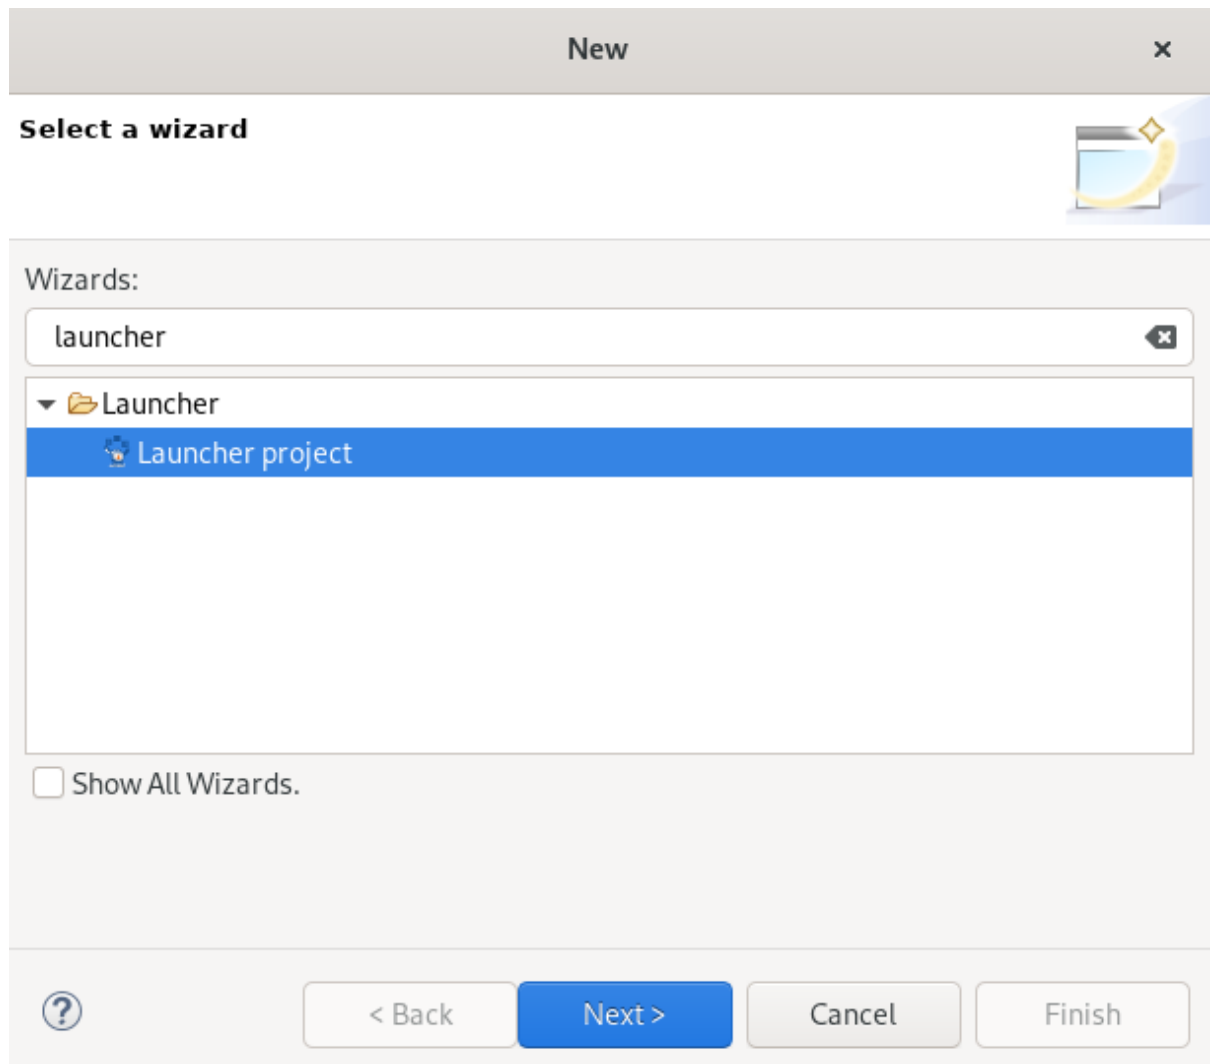 New
Select a wizard
Wizards:
launcher
Launcher
Launcher project
Show All Wizards.
< Back Next > Cancel Finish